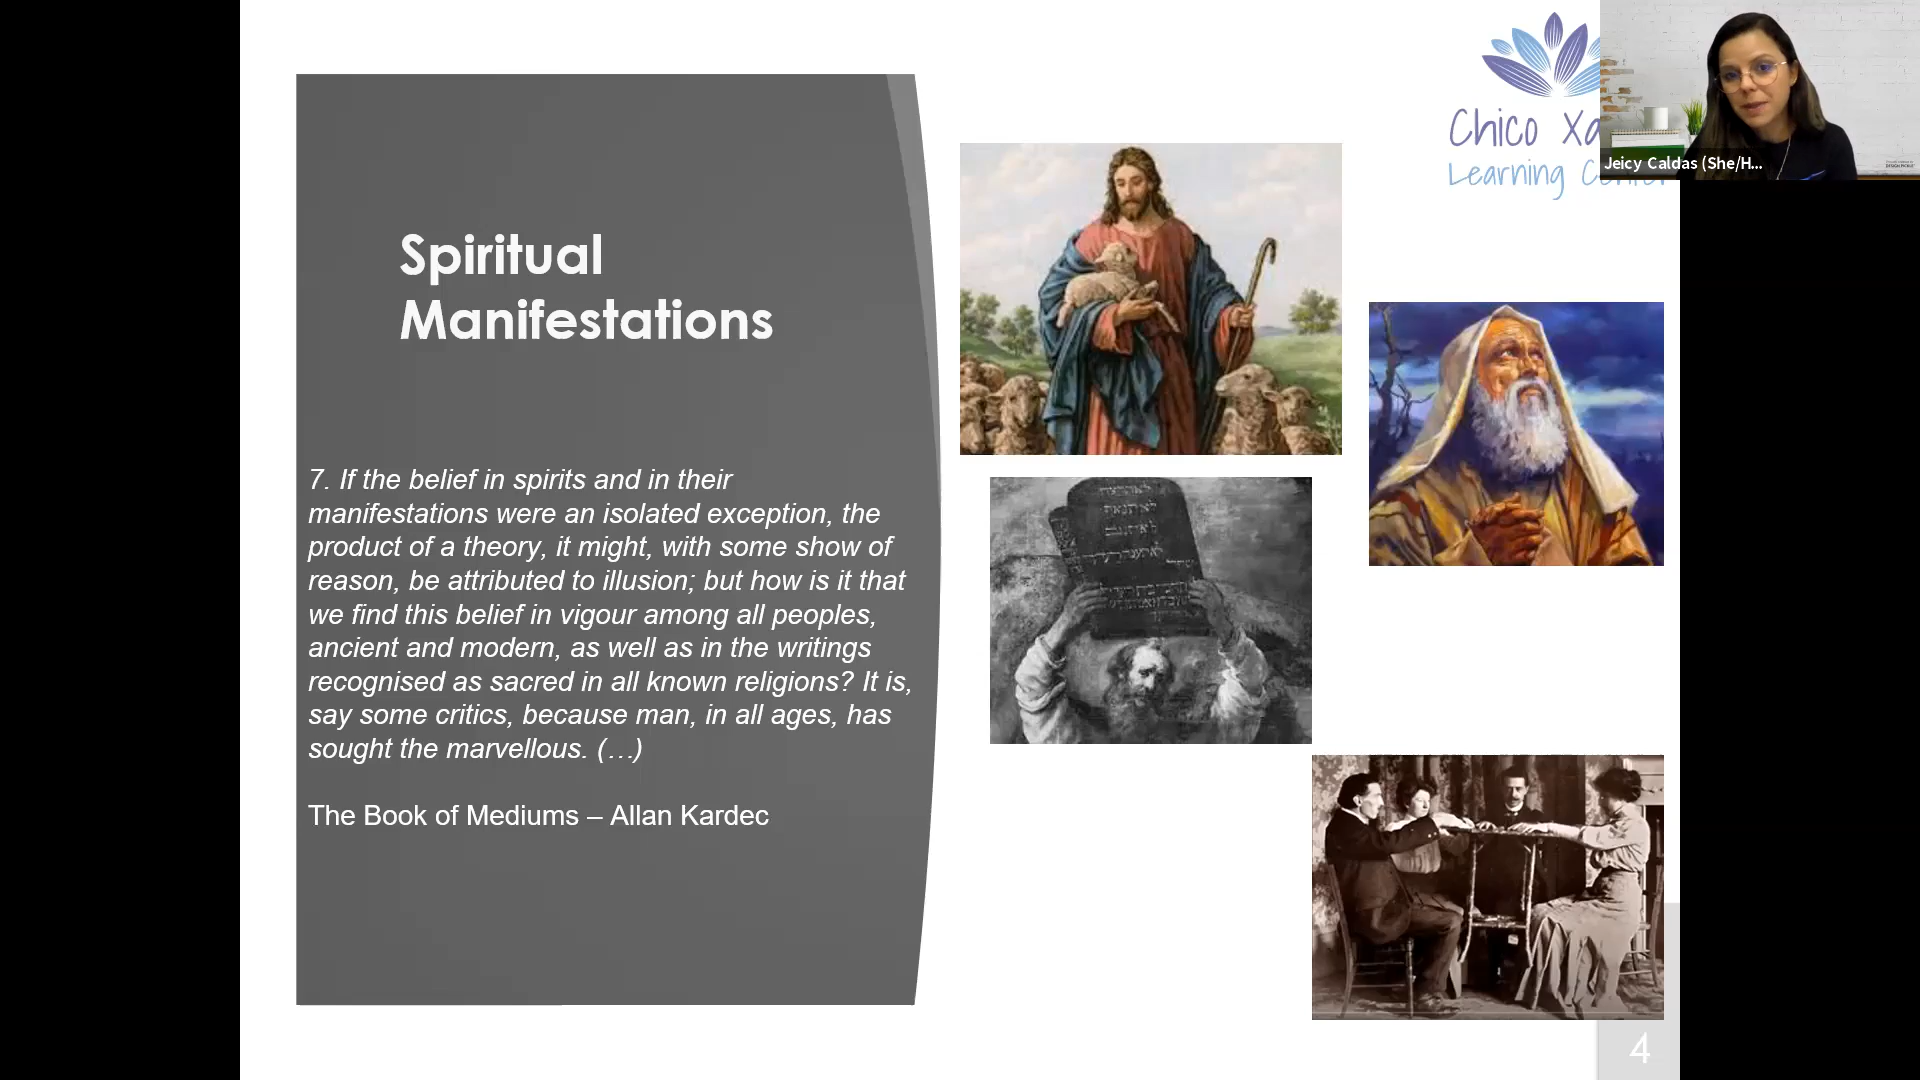 Spiritual
Manifestations
7. If the belief in spirits and in their
manifestations were an isolated exception, the
product of a theory, it might, with some show of
reason, be attributed to illusion; but how is it that
we find this belief in vigour among all peoples,
ancient and modern, as well as in the writings
recognised as sacred in all known religions? It is,
say some critics, because man, in all ages, has
sought the marvellous. (…)
The Book of Mediums – Allan Kardec
Chico Xa
Learning Center
Jeicy Caldas (She/H...
4